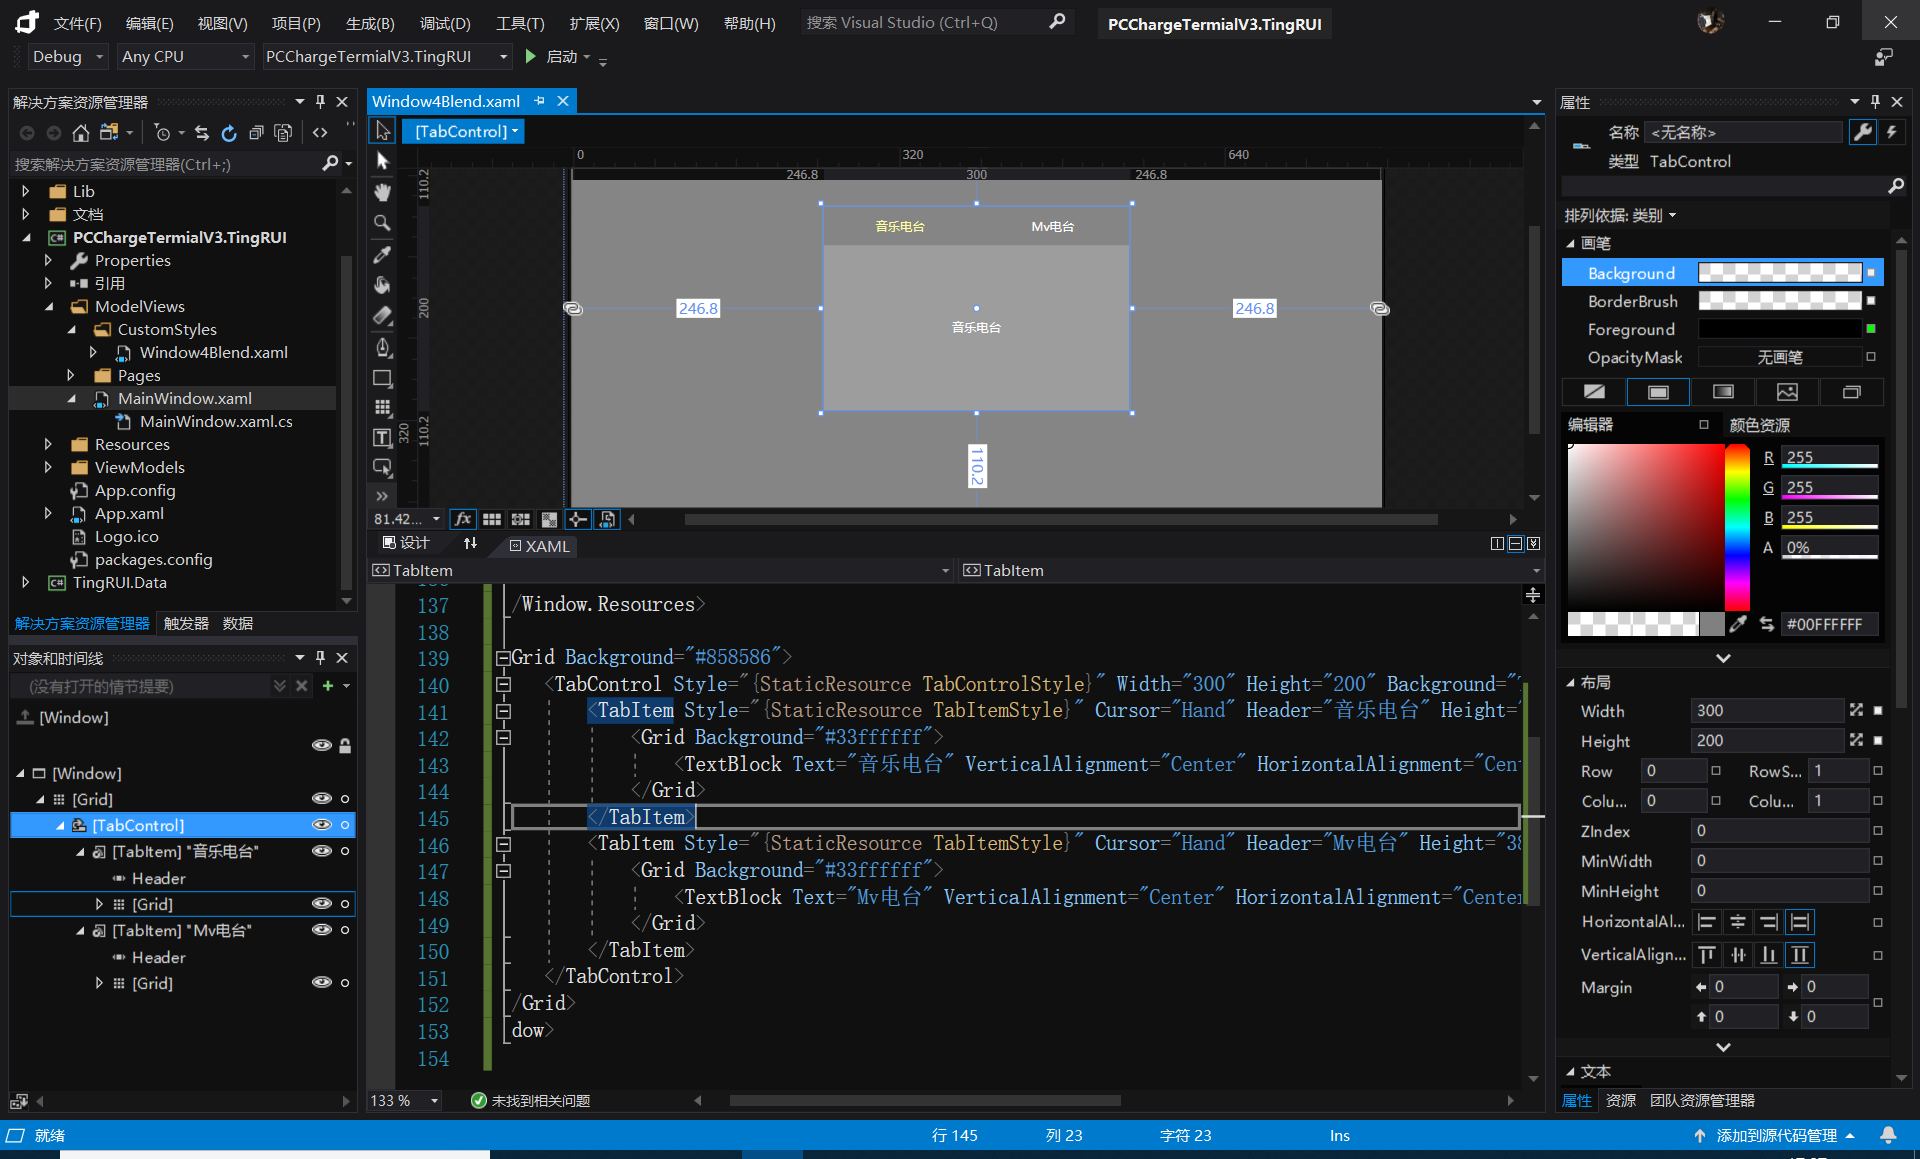 文件(F) 编辑(E) 视图(V) 项目(P) 生成(B) 调试(D) 工具(T) 扩展(X) 窗口(W) 帮助(H) 搜索 Visual Studio (Ctrl+Q) PCChargeTermialV3.TingRUI
Debug Any CPU PCChargeTermialV3.TingRUI 启动
解决方案资源管理器
搜索解决方案资源管理器(Ctrl+;)
Lib
文档
PCChargeTermialV3.TingRUI
Properties
引用
ModelViews
CustomStyles
Window4Blend.xaml
Pages
MainWindow.xaml
MainWindow.xaml.cs
Resources
ViewModels
App.config
App.xaml
Logo.ico
packages.config
TingRUI.Data
解决方案资源管理器 触发器 数据
对象和时间线
(没有打开的情节提要)
[Window]
[Window]
[Grid]
[TabControl]
[TabItem] "音乐电台"
Header
[Grid]
[TabItem] "Mv电台"
Header
[Grid]
Window4Blend.xaml
[TabControl]
0 320 640
246.8 300 246.8
110.2
200
320
110.2
音乐电台 Mv电台
246.8 246.8
音乐电台
110.2
81.42...
设计 XAML
TabItem TabItem
137 /Window.Resources>
138
139 Grid Background="#858586">
140 <TabControl Style="{StaticResource TabControlStyle}" Width="300" Height="200" Background="
141 <TabItem Style="{StaticResource TabItemStyle}" Cursor="Hand" Header="音乐电台" Height="
142 <Grid Background="#33ffffff">
143 <TextBlock Text="音乐电台" VerticalAlignment="Center" HorizontalAlignment="Cent
144 </Grid>
145 </TabItem>
146 <TabItem Style="{StaticResource TabItemStyle}" Cursor="Hand" Header="Mv电台" Height="38
147 <Grid Background="#33ffffff">
148 <TextBlock Text="Mv电台" VerticalAlignment="Center" HorizontalAlignment="Center
149 </Grid>
150 </TabItem>
151 </TabControl>
152 /Grid>
153 dow>
154
133 % 未找到相关问题
属性
名称 <无名称>
类型 TabControl
排列依据: 类别
画笔
Background
BorderBrush
Foreground
OpacityMask 无画笔
编辑器 颜色资源
R 255
G 255
B 255
A 0%
#00FFFFFF
布局
Width 300
Height 200
Row 0 RowS... 1
Colu... 0 Colu... 1
ZIndex 0
MinWidth 0
MinHeight 0
HorizontalAl...
VerticalAlign...
Margin 0 0
0 0
文本
属性 资源 团队资源管理器
就绪 行 145 列 23 字符 23 Ins 添加到源代码管理